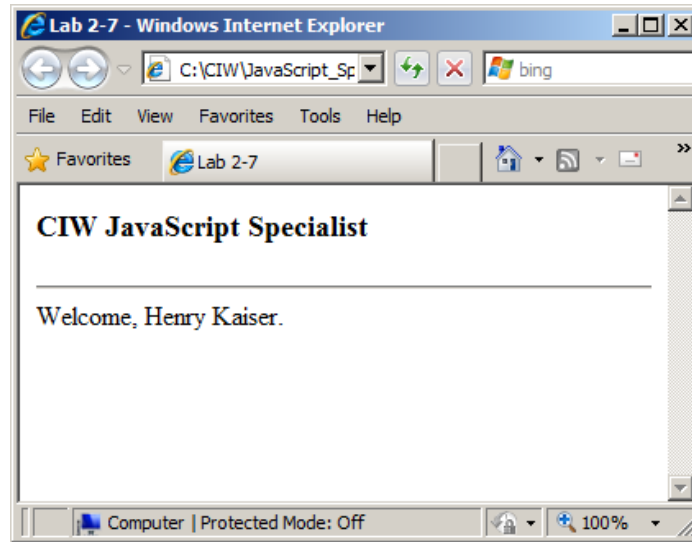 Lab 2-7 - Windows Internet Explorer
C:\CIW\JavaScript_Sp bing
File Edit View Favorites Tools Help
Favorites Lab 2-7 »
CIW JavaScript Specialist
Welcome, Henry Kaiser.
Computer | Protected Mode: Off 100%